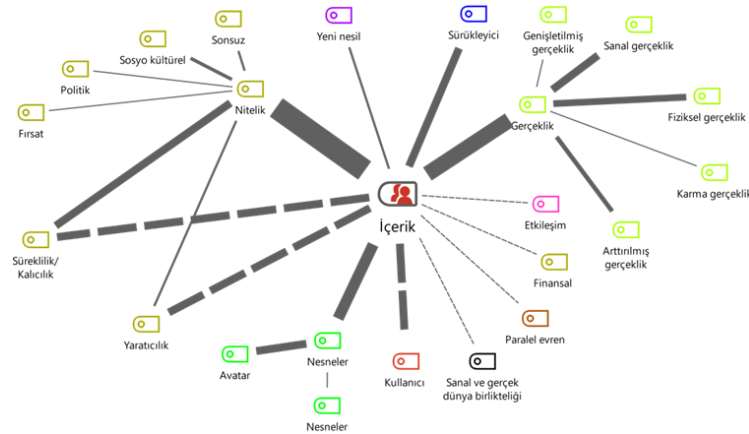 Sonsuz
Yeni nesil
Sürükleyici
Genişletilmiş
gerçeklik
Sanal gerçeklik
Sosyo kültürel
Politik
Nitelik
Fırsat
Gerçeklik
Fiziksel gerçeklik
Karma gerçeklik
İçerik
Etkileşim
Arttırılmış
gerçeklik
Süreklilik/
Kalıcılık
Finansal
Yaratıcılık
Paralel evren
Avatar
Nesneler
Kullanıcı
Sanal ve gerçek
dünya birlikteliği
Nesneler